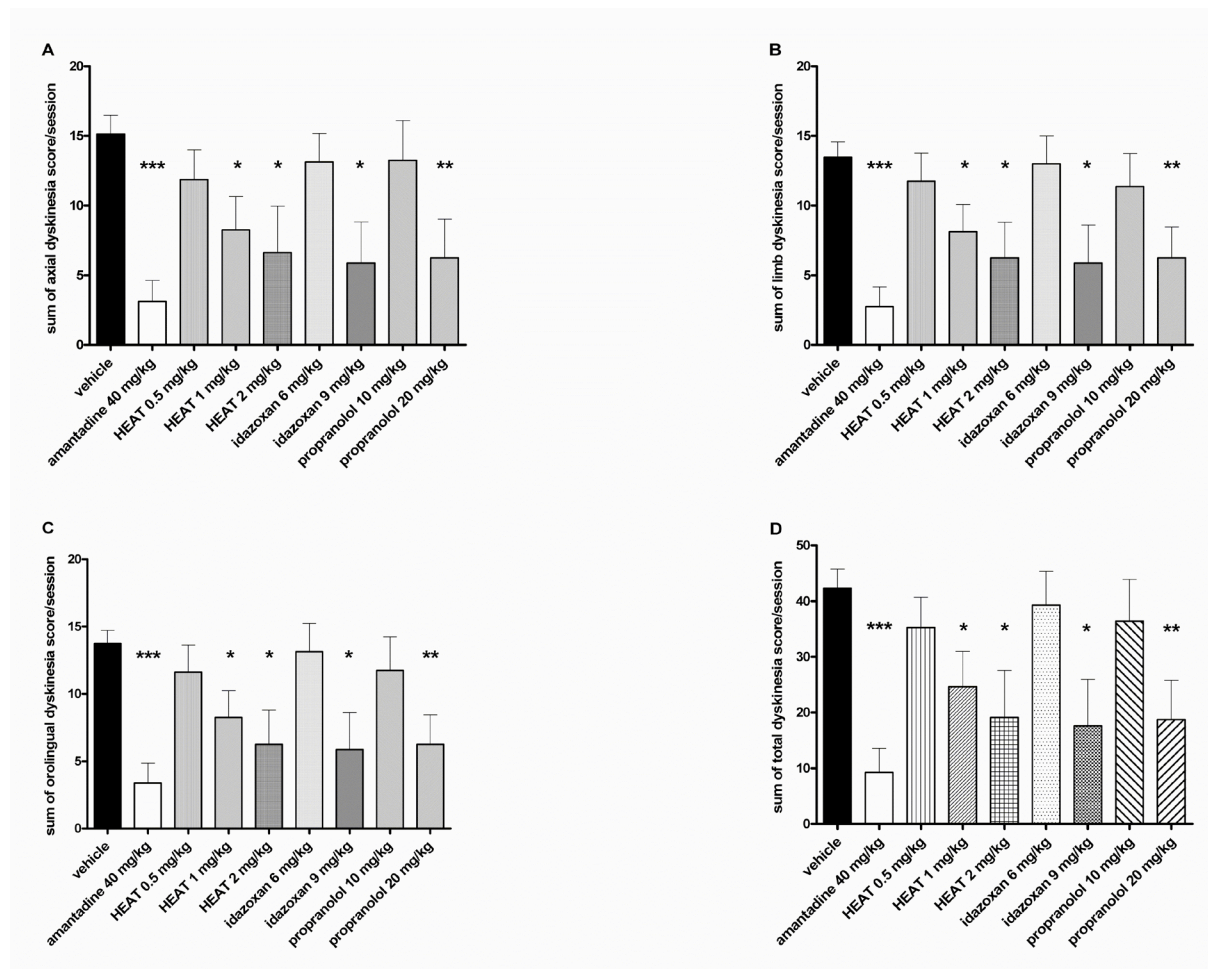 A
sum of axial dyskinesia score/session
20
15
10
5
0
***
*
*
*
**
vehicle
amantadine 40 mg/kg
HEAT 0.5 mg/kg
HEAT 1 mg/kg
HEAT 2 mg/kg
idazoxan 6 mg/kg
idazoxan 9 mg/kg
propranolol 10 mg/kg
propranolol 20 mg/kg
B
sum of limb dyskinesia score/session
20
15
10
5
0
***
*
*
*
**
vehicle
amantadine 40 mg/kg
HEAT 0.5 mg/kg
HEAT 1 mg/kg
HEAT 2 mg/kg
idazoxan 6 mg/kg
idazoxan 9 mg/kg
propranolol 10 mg/kg
propranolol 20 mg/kg
C
sum of orolingual dyskinesia score/session
20
15
10
5
0
***
*
*
*
**
vehicle
amantadine 40 mg/kg
HEAT 0.5 mg/kg
HEAT 1 mg/kg
HEAT 2 mg/kg
idazoxan 6 mg/kg
idazoxan 9 mg/kg
propranolol 10 mg/kg
propranolol 20 mg/kg
D
sum of total dyskinesia score/session
50
40
30
20
10
0
***
*
*
*
**
vehicle
amantadine 40 mg/kg
HEAT 0.5 mg/kg
HEAT 1 mg/kg
HEAT 2 mg/kg
idazoxan 6 mg/kg
idazoxan 9 mg/kg
propranolol 10 mg/kg
propranolol 20 mg/kg